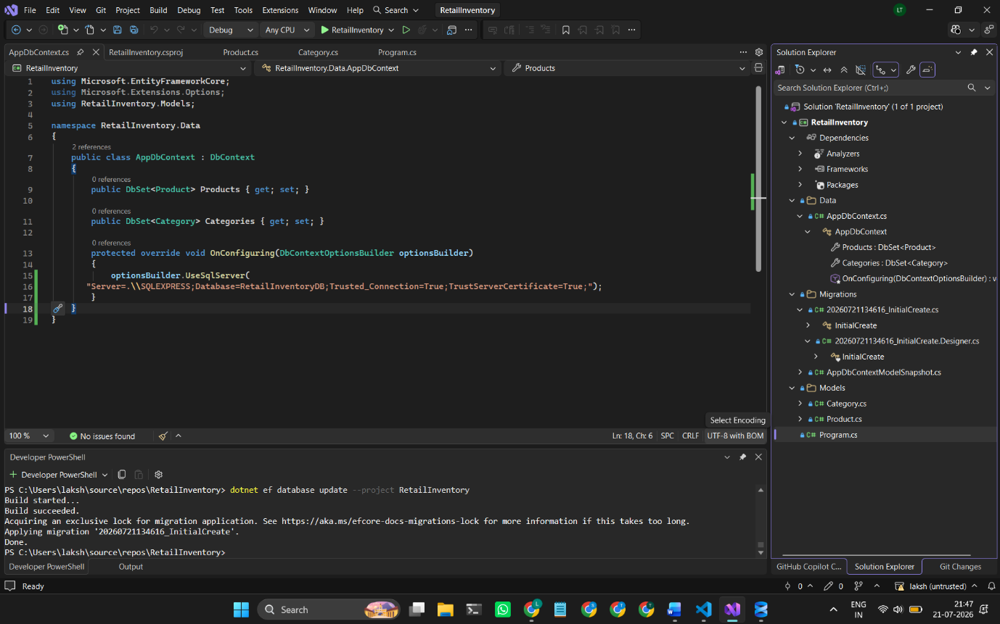 File Edit View Git Project Build Debug Test Tools Extensions Window Help Search RetailInventory LT
Debug Any CPU RetailInventory
AppDbContext.cs RetailInventory.csproj Product.cs Category.cs Program.cs
RetailInventory RetailInventory.Data.AppDbContext Products
1 using Microsoft.EntityFrameworkCore;
2 using Microsoft.Extensions.Options;
3 using RetailInventory.Models;
4
5 namespace RetailInventory.Data
6 {
2 references
7 public class AppDbContext : DbContext
8 {
0 references
9 public DbSet<Product> Products { get; set; }
10
0 references
11 public DbSet<Category> Categories { get; set; }
12
0 references
13 protected override void OnConfiguring(DbContextOptionsBuilder optionsBuilder)
14 {
15 optionsBuilder.UseSqlServer(
16 "Server=.\\SQLEXPRESS;Database=RetailInventoryDB;Trusted_Connection=True;TrustServerCertificate=True;");
17 }
18 }
19 }
Select Encoding
100 % No issues found Ln: 18, Ch: 6 SPC CRLF UTF-8 with BOM
Developer PowerShell
Developer PowerShell
PS C:\Users\laksh\source\repos\RetailInventory> dotnet ef database update --project RetailInventory
Build started...
Build succeeded.
Acquiring an exclusive lock for migration application. See https://aka.ms/efcore-docs-migrations-lock for more information if this takes too long.
Applying migration '20260721134616_InitialCreate'.
Done.
PS C:\Users\laksh\source\repos\RetailInventory>
Developer PowerShell Output
Solution Explorer
Search Solution Explorer (Ctrl+;)
Solution 'RetailInventory' (1 of 1 project)
RetailInventory
Dependencies
Analyzers
Frameworks
Packages
Data
C# AppDbContext.cs
AppDbContext
Products : DbSet<Product>
Categories : DbSet<Category>
OnConfiguring(DbContextOptionsBuilder) : v
Migrations
C# 20260721134616_InitialCreate.cs
InitialCreate
C# 20260721134616_InitialCreate.Designer.cs
InitialCreate
C# AppDbContextModelSnapshot.cs
Models
C# Category.cs
C# Product.cs
C# Program.cs
GitHub Copilot C... Solution Explorer Git Changes
Ready 0 0 laksh (untrusted)
Search ENG IN 21:47 21-07-2026